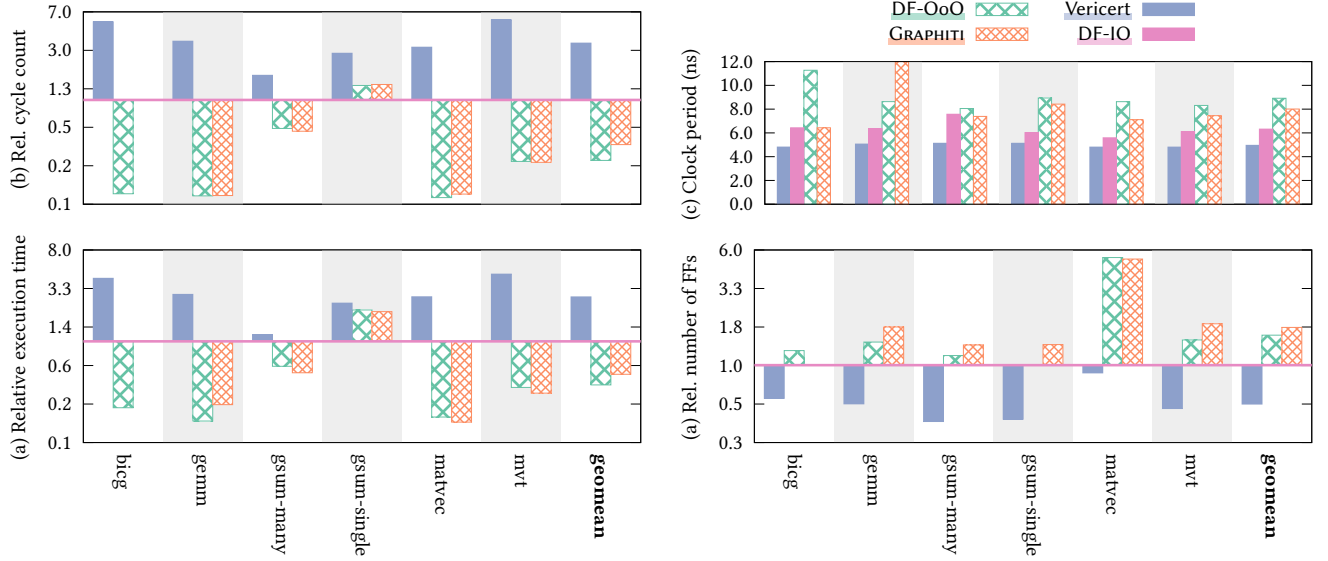 DF-OoO
Vericert
GRAPHITI
DF-IO
(b) Rel. cycle count
7.0
3.0
1.3
0.5
0.2
0.1
(c) Clock period (ns)
12.0
10.0
8.0
6.0
4.0
2.0
0.0
(a) Relative execution time
8.0
3.3
1.4
0.6
0.2
0.1
bicg
gemm
gsum-many
gsum-single
matvec
mvt
geomean
(a) Rel. number of FFs
6.0
3.3
1.8
1.0
0.5
0.3
bicg
gemm
gsum-many
gsum-single
matvec
mvt
geomean